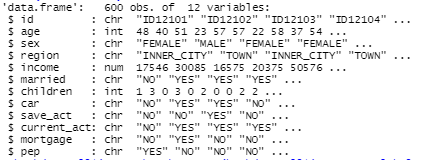 'data.frame': 600 obs. of 12 variables:
$ id : chr "ID12101" "ID12102" "ID12103" "ID12104" ...
$ age : int 48 40 51 23 57 57 22 58 37 54 ...
$ sex : chr "FEMALE" "MALE" "FEMALE" "FEMALE" ...
$ region : chr "INNER_CITY" "TOWN" "INNER_CITY" "TOWN" ...
$ income : num 17546 30085 16575 20375 50576 ...
$ married : chr "NO" "YES" "YES" "YES" ...
$ children : int 1 3 0 3 0 2 0 0 2 2 ...
$ car : chr "NO" "YES" "YES" "NO" ...
$ save_act : chr "NO" "NO" "YES" "NO" ...
$ current_act: chr "NO" "YES" "YES" "YES" ...
$ mortgage : chr "NO" "YES" "NO" "NO" ...
$ pep : chr "YES" "NO" "NO" "NO" ...